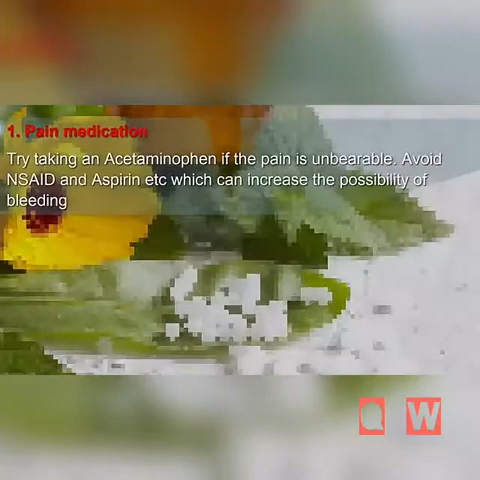 1. Pain medication
Try taking an Acetaminophen if the pain is unbearable. Avoid
NSAID and Aspirin etc which can increase the possibility of
bleeding
Q W